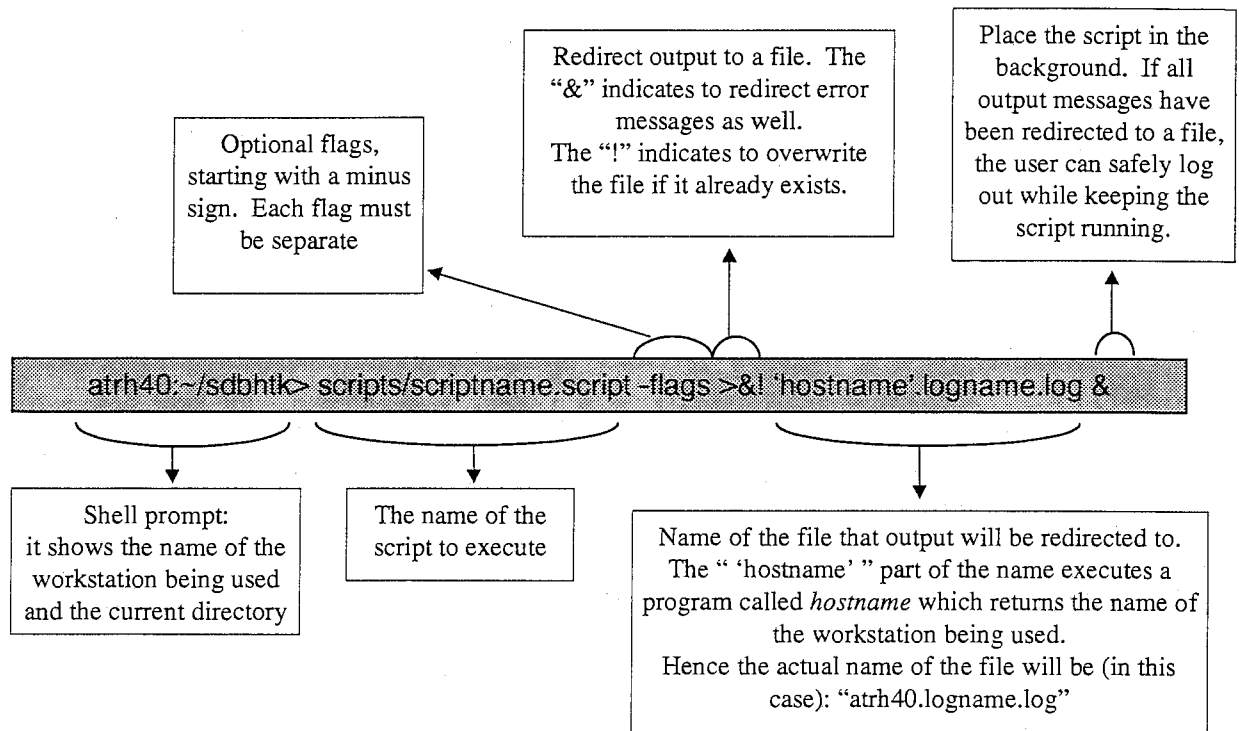 Optional flags,
starting with a minus
sign. Each flag must
be separate
Redirect output to a file. The
“&” indicates to redirect error
messages as well.
The “!” indicates to overwrite
the file if it already exists.
Place the script in the
background. If all
output messages have
been redirected to a file,
the user can safely log
out while keeping the
script running.
atrh40:~/sdbhtk> scripts/scriptname.script -flags >&! ‘hostname’.logname.log &
Shell prompt:
it shows the name of the
workstation being used
and the current directory
The name of the
script to execute
Name of the file that output will be redirected to.
The “ ‘hostname’ ” part of the name executes a
program called hostname which returns the name of
the workstation being used.
Hence the actual name of the file will be (in this
case): “atrh40.logname.log”